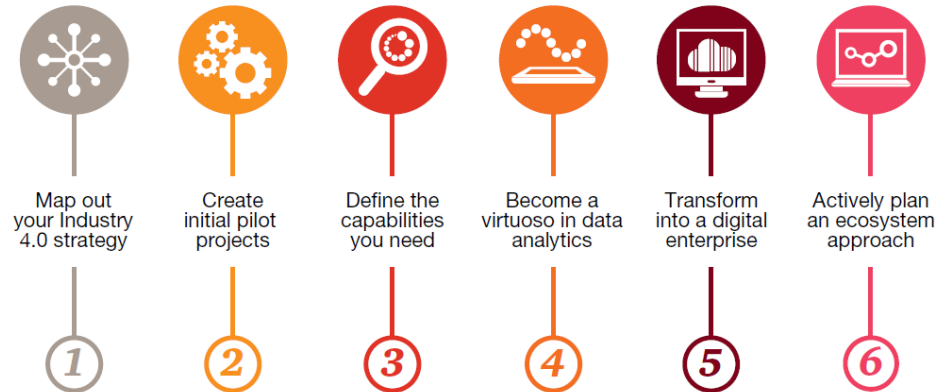 Map out
your Industry
4.0 strategy
1
Create
initial pilot
projects
2
Define the
capabilities
you need
3
Become a
virtuoso in data
analytics
4
Transform
into a digital
enterprise
5
Actively plan
an ecosystem
approach
6